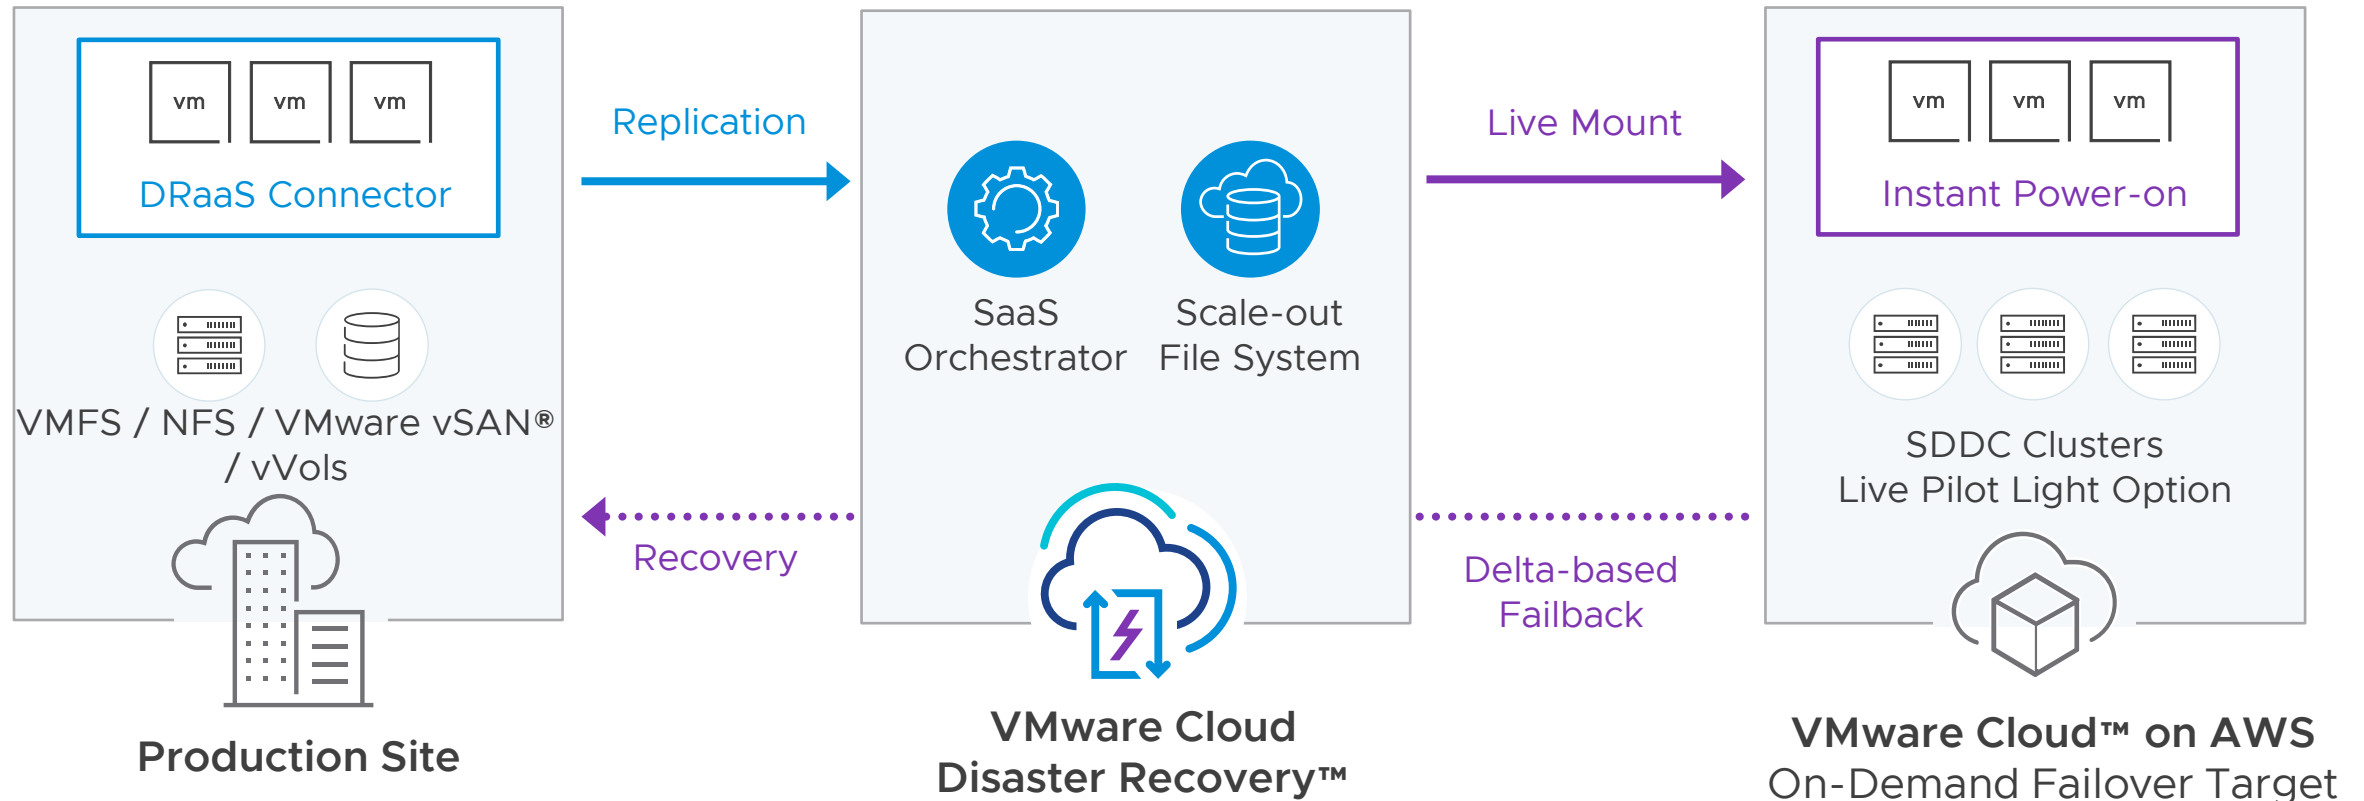 vm vm vm
DRaaS Connector
VMFS / NFS / VMware vSAN®
/ vVols
Production Site
Replication
Recovery
SaaS
Orchestrator
Scale-out
File System
VMware Cloud
Disaster Recovery™
Live Mount
Delta-based
Failback
vm vm vm
Instant Power-on
SDDC Clusters
Live Pilot Light Option
VMware Cloud™ on AWS
On-Demand Failover Target